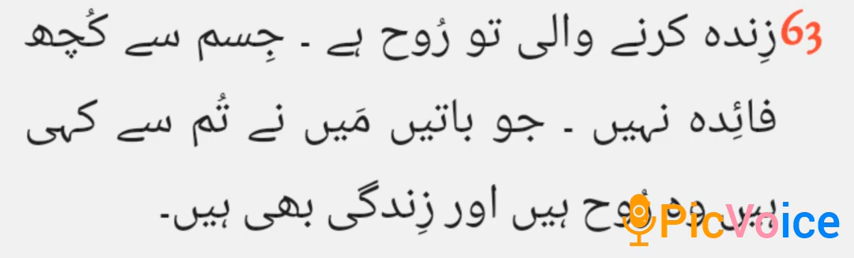 63 زِندہ کرنے والی تو رُوح ہے ۔ جِسم سے کُچھ
فائِدہ نہیں ۔ جو باتیں مَیں نے تُم سے کہی
ہیں وہ رُوح ہیں اور زِندگی بھی ہیں۔
PicVoice